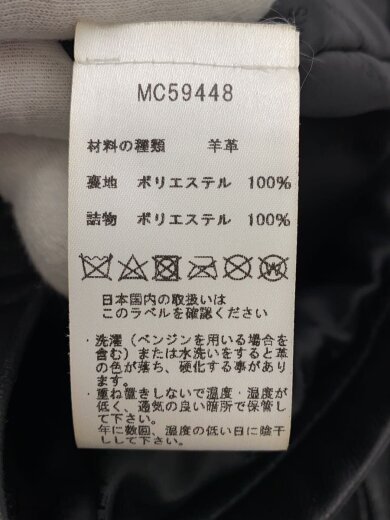 MC59448
材料の種類 羊革
裏地 ポリエステル 100%
詰物 ポリエステル 100%
日本国内の取扱いは
このラベルを確認ください
・洗濯(ベンジンを用いる場合を
含む)または水洗いをすると革
の色が落ち、硬化する事があり
ます。
・重ね置きしないで温度・湿度が
低く、通気の良い暗所で保管し
て下さい。
年に数回、湿度の低い日に陰干
しして下さい。